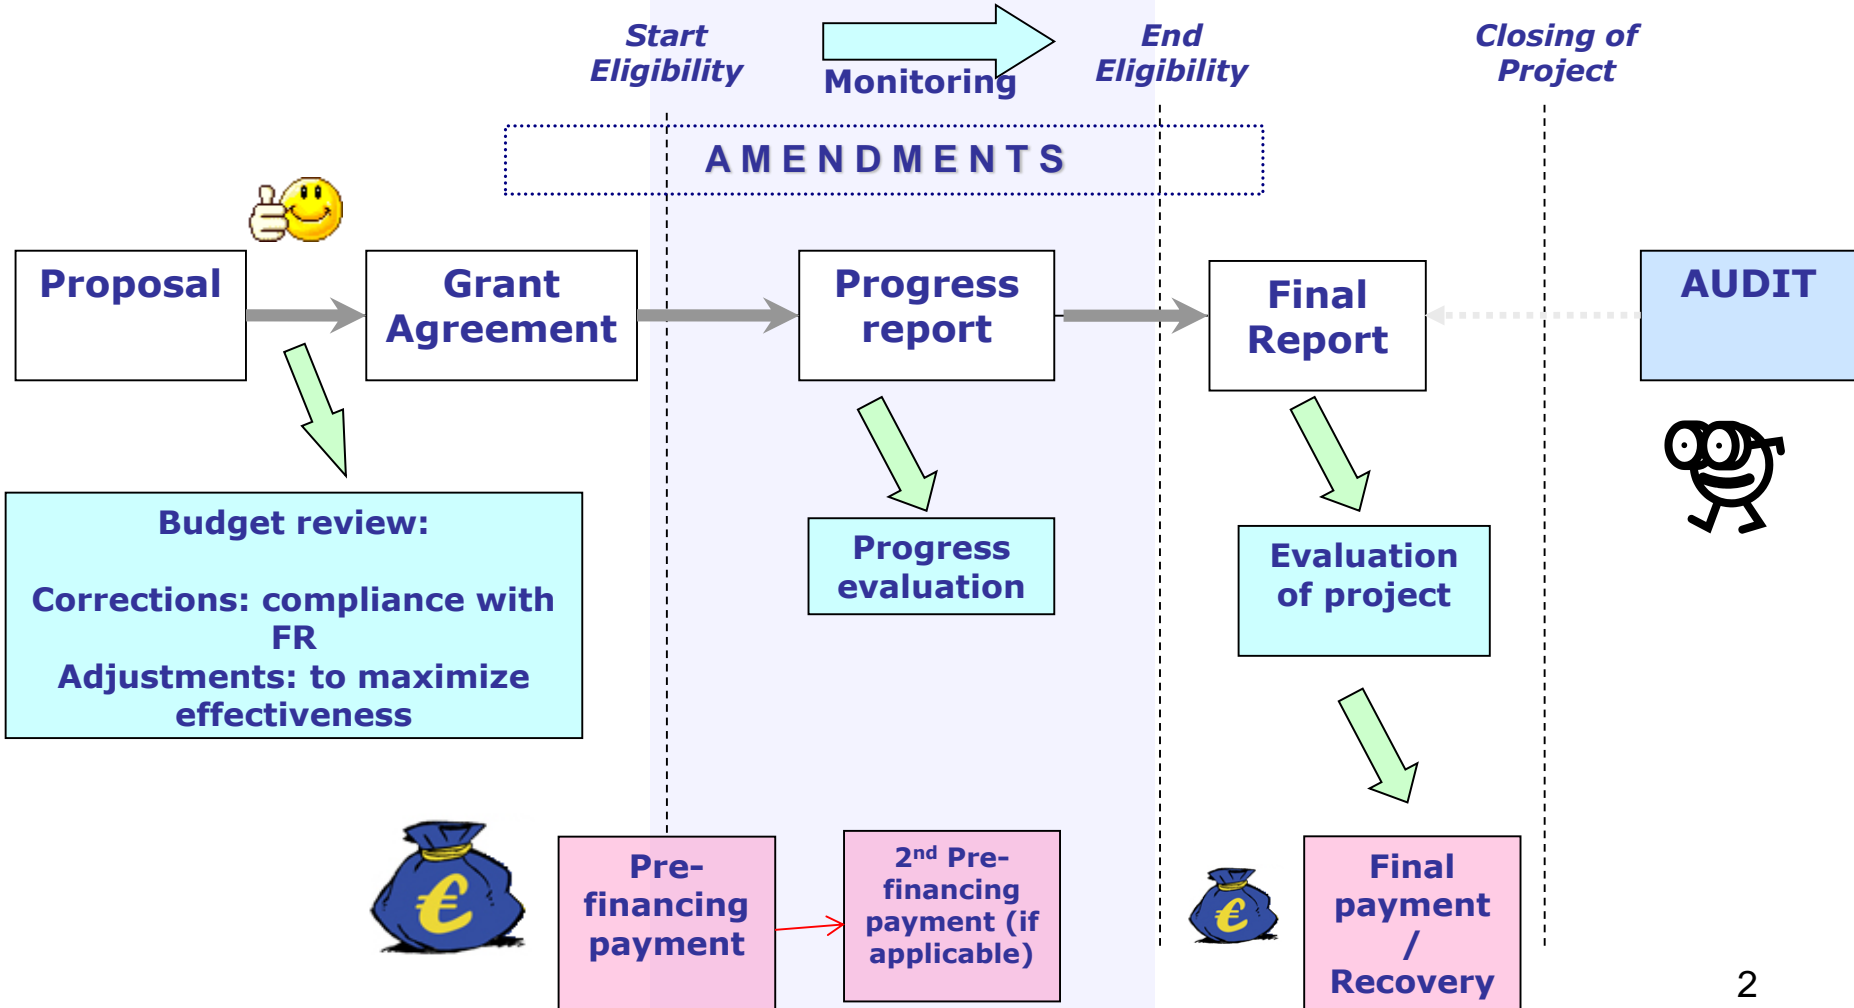 Start
Eligibility
Monitoring
End
Eligibility
Closing of
Project
AMENDMENTS
Proposal
Grant
Agreement
Progress
report
Final
Report
AUDIT
Budget review:
Corrections: compliance with
FR
Adjustments: to maximize
effectiveness
Progress
evaluation
Evaluation
of project
€
Pre-
financing
payment
2nd Pre-
financing
payment (if
applicable)
€
Final
payment
/
Recovery
2